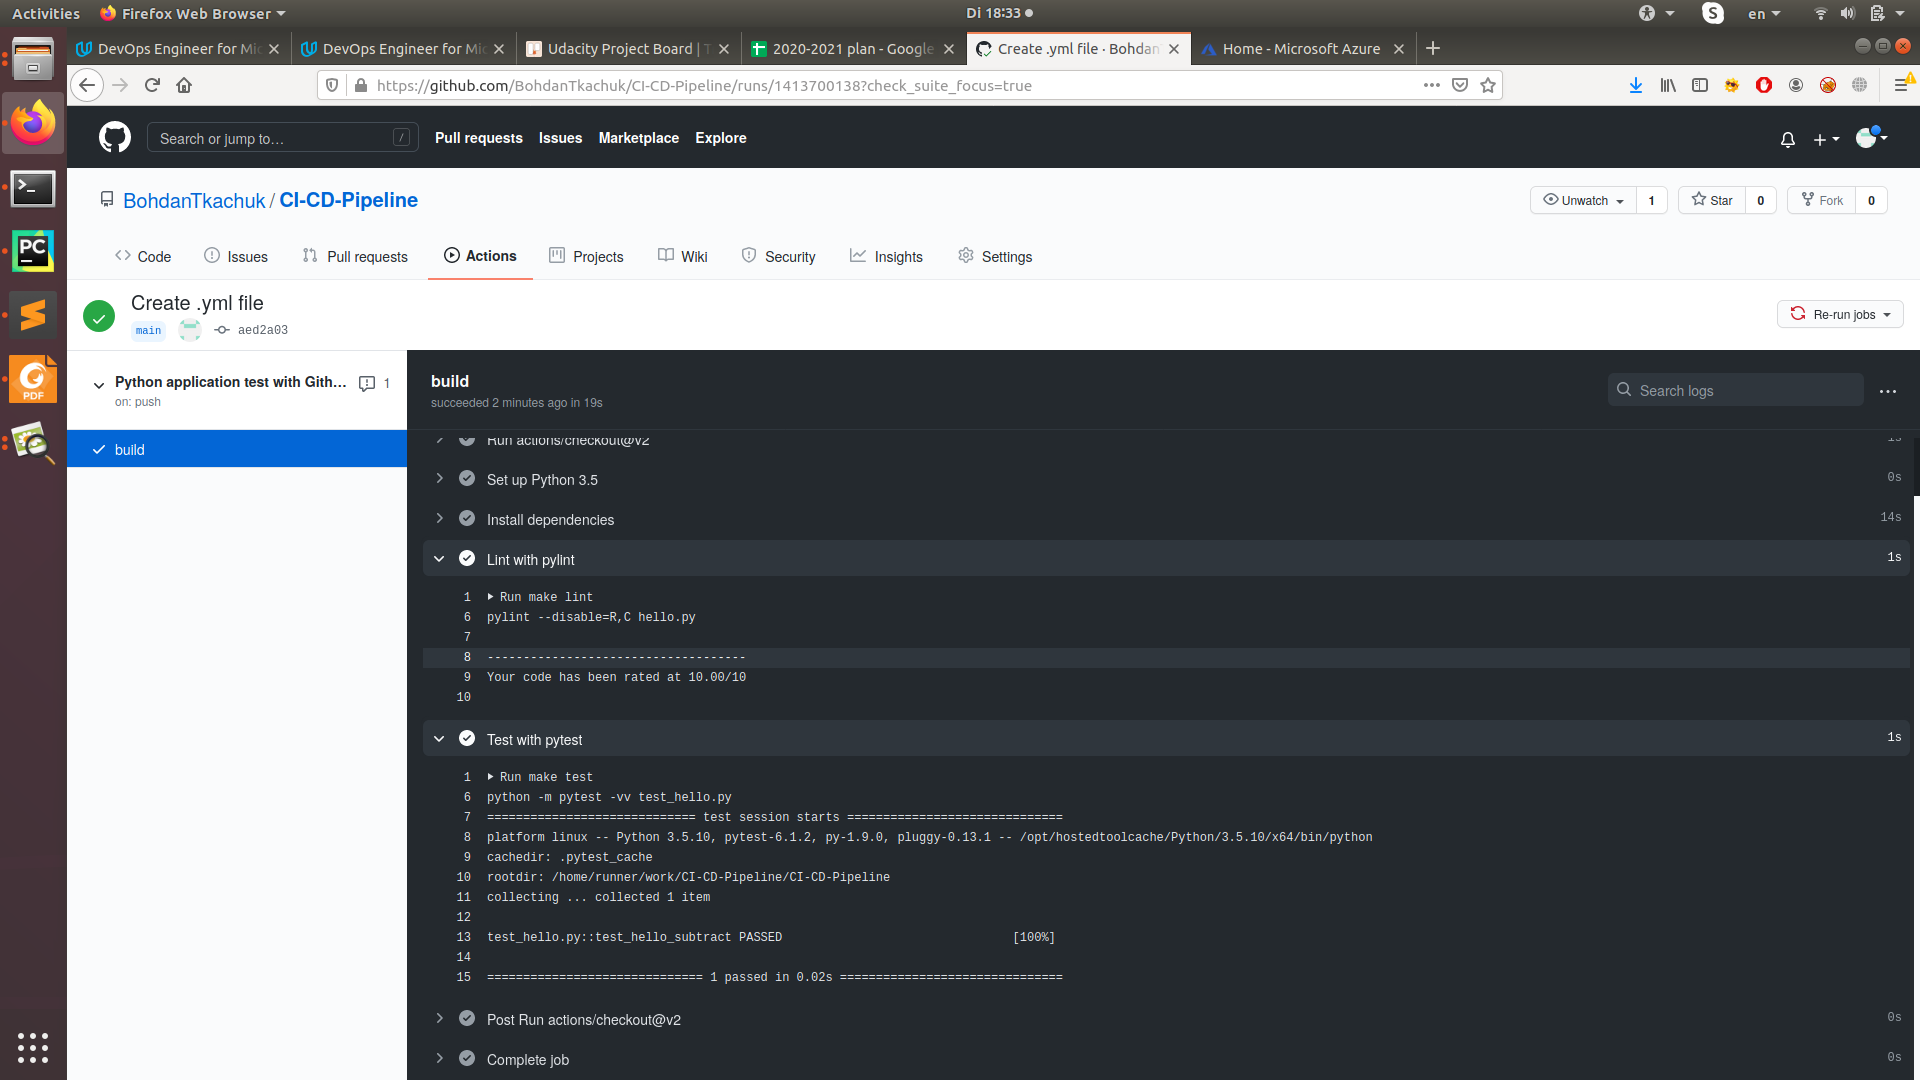 Activities
Firefox Web Browser
Di 18:33
en
DevOps Engineer for Mic
DevOps Engineer for Mic
Udacity Project Board | T
2020-2021 plan - Google
Create .yml file · Bohdan
Home - Microsoft Azure
https://github.com/BohdanTkachuk/CI-CD-Pipeline/runs/1413700138?check_suite_focus=true
Search or jump to…
/
Pull requests
Issues
Marketplace
Explore
BohdanTkachuk / CI-CD-Pipeline
Unwatch 1
Star 0
Fork 0
Code
Issues
Pull requests
Actions
Projects
Wiki
Security
Insights
Settings
Create .yml file
main
aed2a03
Re-run jobs
Python application test with Gith… 1
on: push
build
build
succeeded 2 minutes ago in 19s
Search logs
Run actions/checkout@v2 1s
Set up Python 3.5 0s
Install dependencies 14s
Lint with pylint 1s
1 Run make lint
6 pylint --disable=R,C hello.py
7
8 ------------------------------------
9 Your code has been rated at 10.00/10
10
Test with pytest 1s
1 Run make test
6 python -m pytest -vv test_hello.py
7 ============================= test session starts ==============================
8 platform linux -- Python 3.5.10, pytest-6.1.2, py-1.9.0, pluggy-0.13.1 -- /opt/hostedtoolcache/Python/3.5.10/x64/bin/python
9 cachedir: .pytest_cache
10 rootdir: /home/runner/work/CI-CD-Pipeline/CI-CD-Pipeline
11 collecting ... collected 1 item
12
13 test_hello.py::test_hello_subtract PASSED [100%]
14
15 ============================== 1 passed in 0.02s ===============================
Post Run actions/checkout@v2 0s
Complete job 0s
PC
PDF